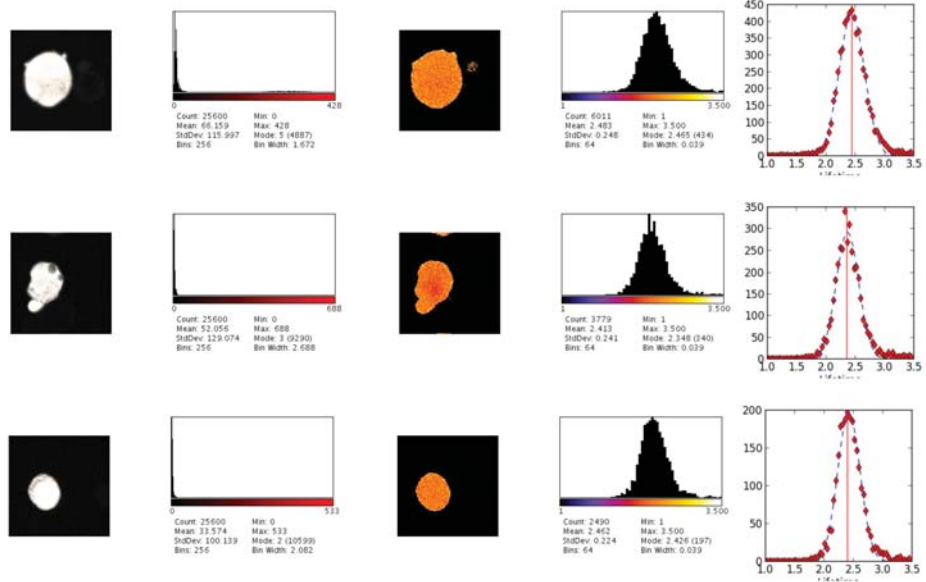 0 428
Count: 25600 Min: 0
Mean: 66.159 Max: 428
StdDev: 115.997 Mode: 5 (4887)
Bins: 256 Bin Width: 1.672
1 3.500
Count: 6011 Min: 1
Mean: 2.483 Max: 3.500
StdDev: 0.248 Mode: 2.465 (434)
Bins: 64 Bin Width: 0.039
450
400
350
300
250
200
150
100
50
0
1.0 1.5 2.0 2.5 3.0 3.5
0 688
Count: 25600 Min: 0
Mean: 52.056 Max: 688
StdDev: 129.074 Mode: 3 (9290)
Bins: 256 Bin Width: 2.688
1 3.500
Count: 3779 Min: 1
Mean: 2.413 Max: 3.500
StdDev: 0.241 Mode: 2.348 (340)
Bins: 64 Bin Width: 0.039
350
300
250
200
150
100
50
0
1.0 1.5 2.0 2.5 3.0 3.5
0 533
Count: 25600 Min: 0
Mean: 33.574 Max: 533
StdDev: 100.139 Mode: 2 (10599)
Bins: 256 Bin Width: 2.082
1 3.500
Count: 2490 Min: 1
Mean: 2.462 Max: 3.500
StdDev: 0.224 Mode: 2.426 (197)
Bins: 64 Bin Width: 0.039
200
150
100
50
0
1.0 1.5 2.0 2.5 3.0 3.5